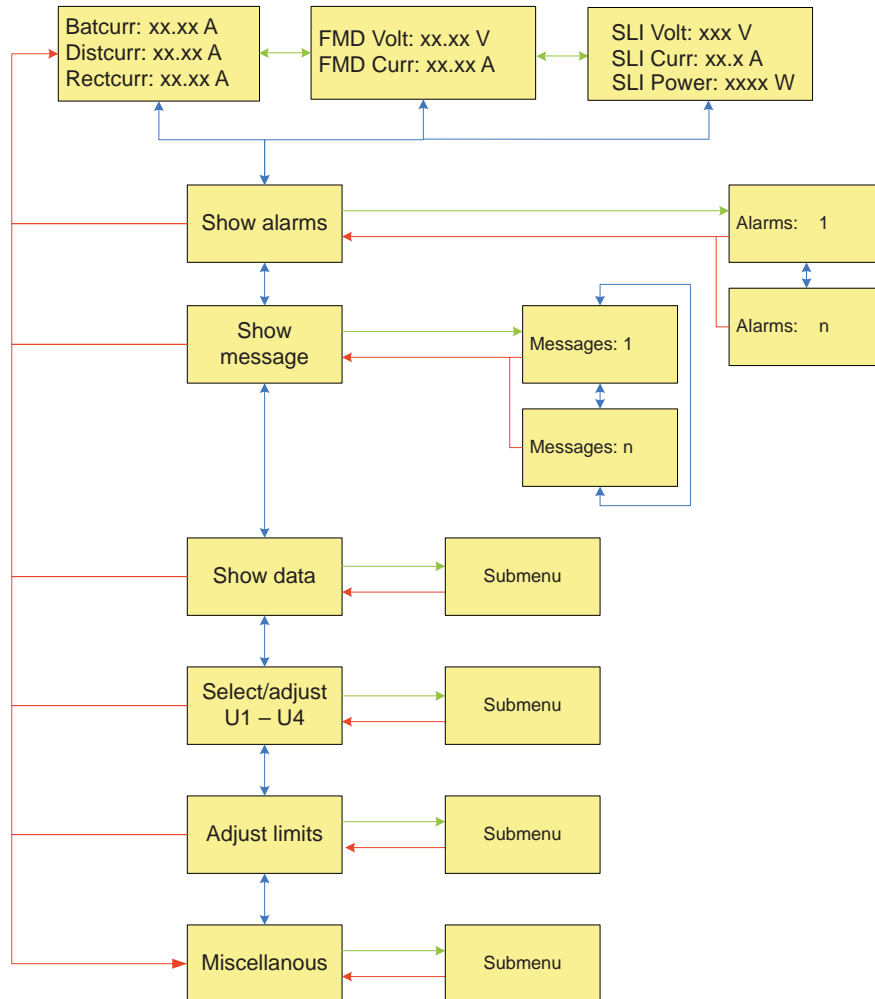 Batcurr: xx.xx A
Distcurr: xx.xx A
Rectcurr: xx.xx A
FMD Volt: xx.xx V
FMD Curr: xx.xx A
SLI Volt: xxx V
SLI Curr: xx.x A
SLI Power: xxxx W
Show alarms
Alarms: 1
Alarms: n
Show
message
Messages: 1
Messages: n
Show data
Submenu
Select/adjust
U1 – U4
Submenu
Adjust limits
Submenu
Miscellanous
Submenu